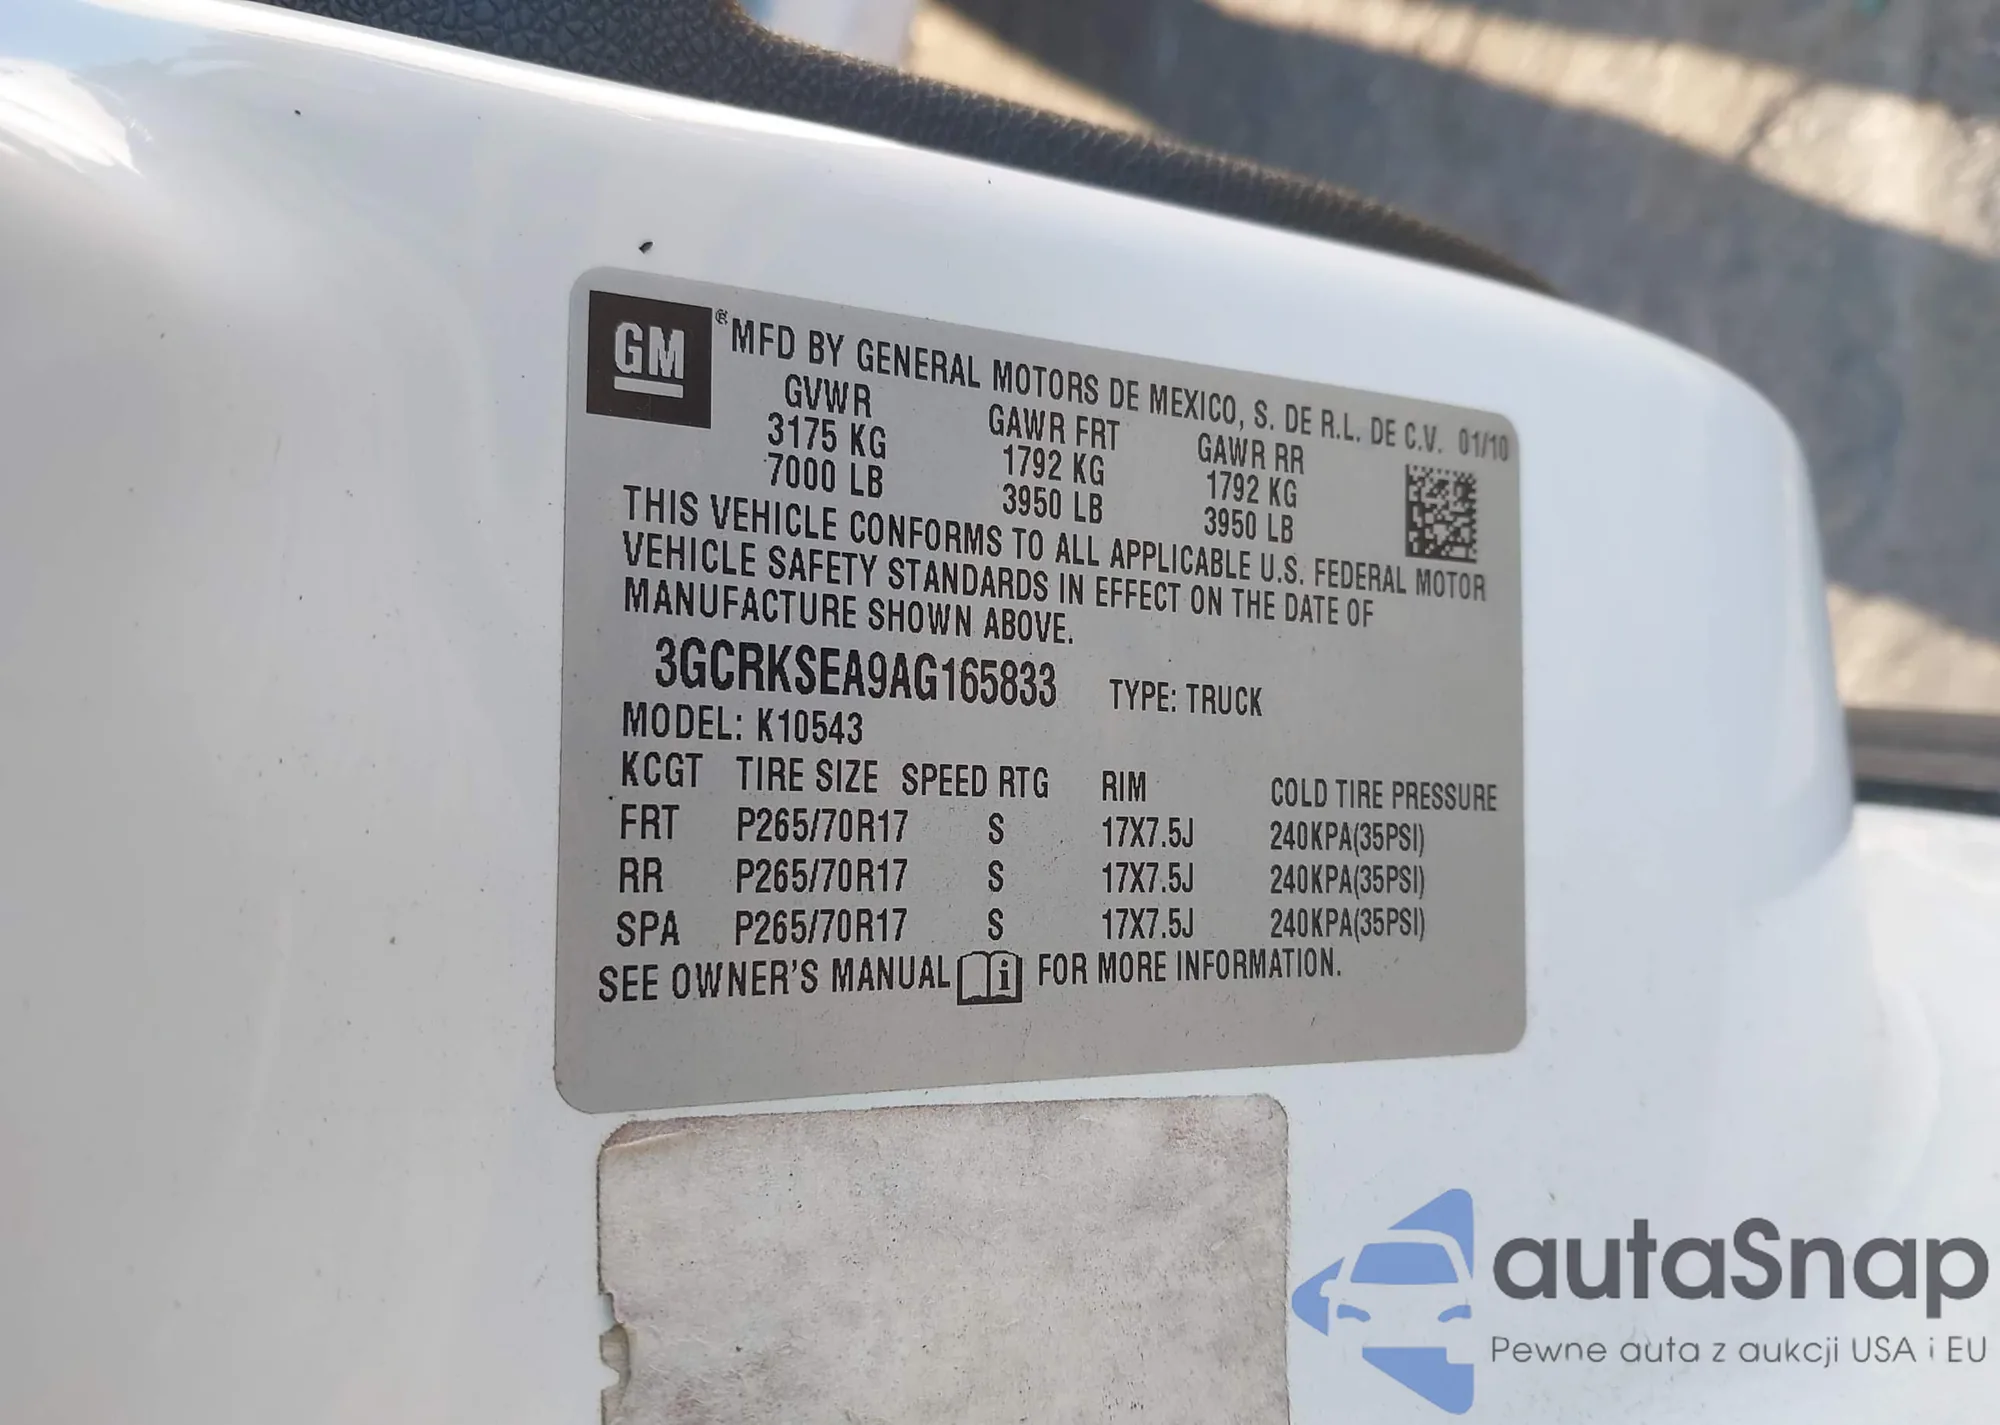 GM ® MFD BY GENERAL MOTORS DE MEXICO, S. DE R.L. DE C.V. 01/10
GVWR GAWR FRT GAWR RR
3175 KG 1792 KG 1792 KG
7000 LB 3950 LB 3950 LB
THIS VEHICLE CONFORMS TO ALL APPLICABLE U.S. FEDERAL MOTOR
VEHICLE SAFETY STANDARDS IN EFFECT ON THE DATE OF
MANUFACTURE SHOWN ABOVE.
3GCRKSEA9AG165833 TYPE: TRUCK
MODEL: K10543
KCGT TIRE SIZE SPEED RTG RIM COLD TIRE PRESSURE
FRT P265/70R17 S 17X7.5J 240KPA(35PSI)
RR P265/70R17 S 17X7.5J 240KPA(35PSI)
SPA P265/70R17 S 17X7.5J 240KPA(35PSI)
SEE OWNER'S MANUAL i FOR MORE INFORMATION.
autaSnap
Pewne auta z aukcji USA i EU